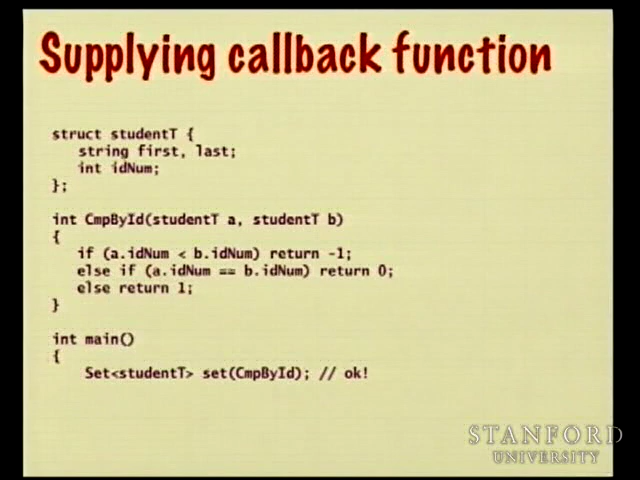 Supplying callback function
struct studentT {
string first, last;
int idNum;
};
int CmpById(studentT a, studentT b)
{
if (a.idNum < b.idNum) return -1;
else if (a.idNum == b.idNum) return 0;
else return 1;
}
int main()
{
Set<studentT> set(CmpById); // ok!
STANFORD
UNIVERSITY